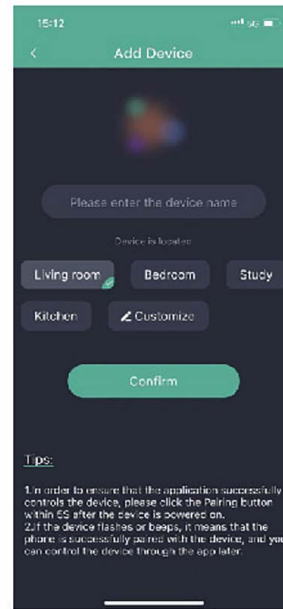 15:12
5G
Add Device
Please enter the device name
Device is located
Living room Bedroom Study
Kitchen Customize
Confirm
Tips:
1.In order to ensure that the application successfully
controls the device, please click the Pairing button
within 5S after the device is powered on.
2.If the device flashes or beeps, it means that the
phone is successfully paired with the device, and you
can control the device through the app later.